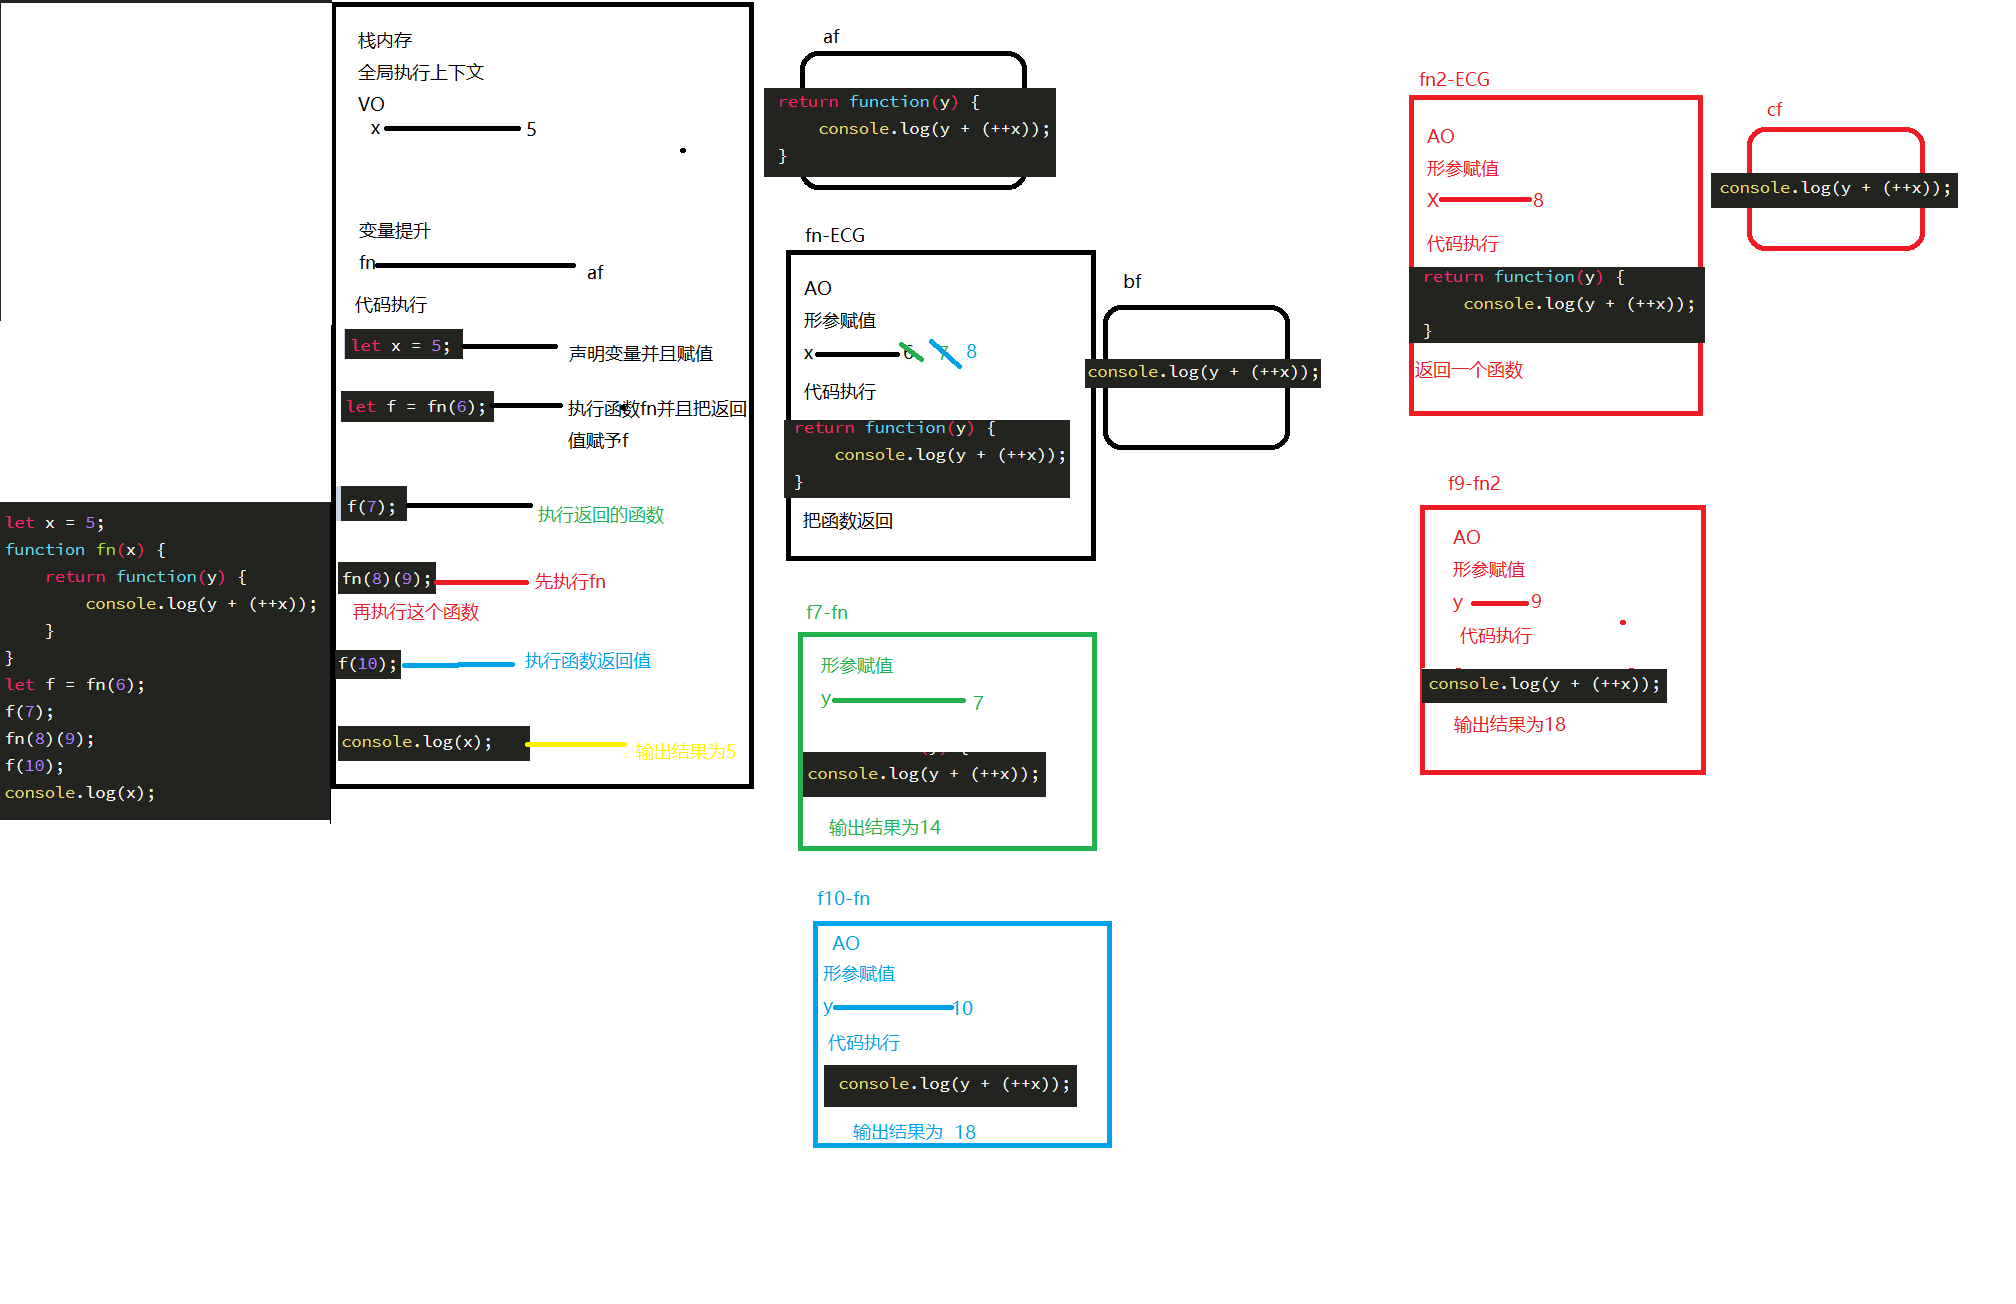 let x = 5;
function fn(x) {
    return function(y) {
        console.log(y + (++x));
    }
}
let f = fn(6);
f(7);
fn(8)(9);
f(10);
console.log(x);
栈内存
全局执行上下文
VO
x 5
变量提升
fn af
代码执行
let x = 5; 声明变量并且赋值
let f = fn(6); 执行函数fn并且把返回
值赋予f
f(7); 执行返回的函数
fn(8)(9); 先执行fn
再执行这个函数
f(10); 执行函数返回值
console.log(x); 输出结果为5
af
return function(y) {
    console.log(y + (++x));
}
fn-ECG
AO
形参赋值
x 6 7 8
代码执行
return function(y) {
    console.log(y + (++x));
}
把函数返回
bf
console.log(y + (++x));
f7-fn
形参赋值
y 7
console.log(y + (++x));
输出结果为14
f10-fn
AO
形参赋值
y 10
代码执行
console.log(y + (++x));
输出结果为 18
fn2-ECG
AO
形参赋值
X 8
代码执行
return function(y) {
    console.log(y + (++x));
}
返回一个函数
cf
console.log(y + (++x));
f9-fn2
AO
形参赋值
y 9
代码执行
console.log(y + (++x));
输出结果为18